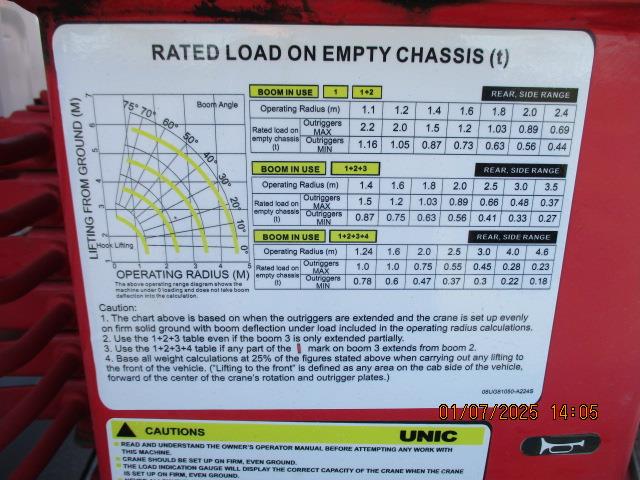 RATED LOAD ON EMPTY CHASSIS (t)
LIFTING FROM GROUND (M)
7
6
5
4
3
2
1
75° 70° 60° 50° 40° 30° 20° 10° 0°
Boom Angle
Hook Lifting
0 1 2 3 4 5
OPERATING RADIUS (M)
The above operating range diagram shows the
machine under 0 loading and does not take boom
deflection into the calculation.
BOOM IN USE 1 1+2 REAR, SIDE RANGE
Operating Radius (m) 1.1 1.2 1.4 1.6 1.8 2.0 2.4
Rated load on empty chassis (t) Outriggers MAX 2.2 2.0 1.5 1.2 1.03 0.89 0.69
Outriggers MIN 1.16 1.05 0.87 0.73 0.63 0.56 0.44
BOOM IN USE 1+2+3 REAR, SIDE RANGE
Operating Radius (m) 1.4 1.6 1.8 2.0 2.5 3.0 3.5
Rated load on empty chassis (t) Outriggers MAX 1.5 1.2 1.03 0.89 0.66 0.48 0.37
Outriggers MIN 0.87 0.75 0.63 0.56 0.41 0.33 0.27
BOOM IN USE 1+2+3+4 REAR, SIDE RANGE
Operating Radius (m) 1.24 1.6 2.0 2.5 3.0 4.0 4.6
Rated load on empty chassis (t) Outriggers MAX 1.0 1.0 0.75 0.55 0.45 0.28 0.23
Outriggers MIN 0.78 0.6 0.47 0.37 0.3 0.22 0.18
Caution:
1. The chart above is based on when the outriggers are extended and the crane is set up evenly
on firm solid ground with boom deflection under load included in the operating radius calculations.
2. Use the 1+2+3 table even if the boom 3 is only extended partially.
3. Use the 1+2+3+4 table if any part of the mark on boom 3 extends from boom 2.
4. Base all weight calculations at 25% of the figures stated above when carrying out any lifting to
the front of the vehicle. ("Lifting to the front" is defined as any area on the cab side of the vehicle,
forward of the center of the crane's rotation and outrigger plates.)
08UG81050-A224S
01/07/2025 14:05
CAUTIONS UNIC
READ AND UNDERSTAND THE OWNER'S OPERATOR MANUAL BEFORE ATTEMPTING ANY WORK WITH
THIS MACHINE.
CRANE SHOULD BE SET UP ON FIRM, EVEN GROUND.
THE LOAD INDICATION GAUGE WILL DISPLAY THE CORRECT CAPACITY OF THE CRANE WHEN THE CRANE
IS SET UP ON FIRM, EVEN GROUND.